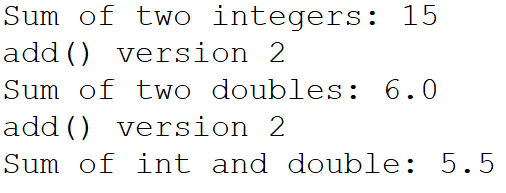 Sum of two integers: 15
add() version 2
Sum of two doubles: 6.0
add() version 2
Sum of int and double: 5.5